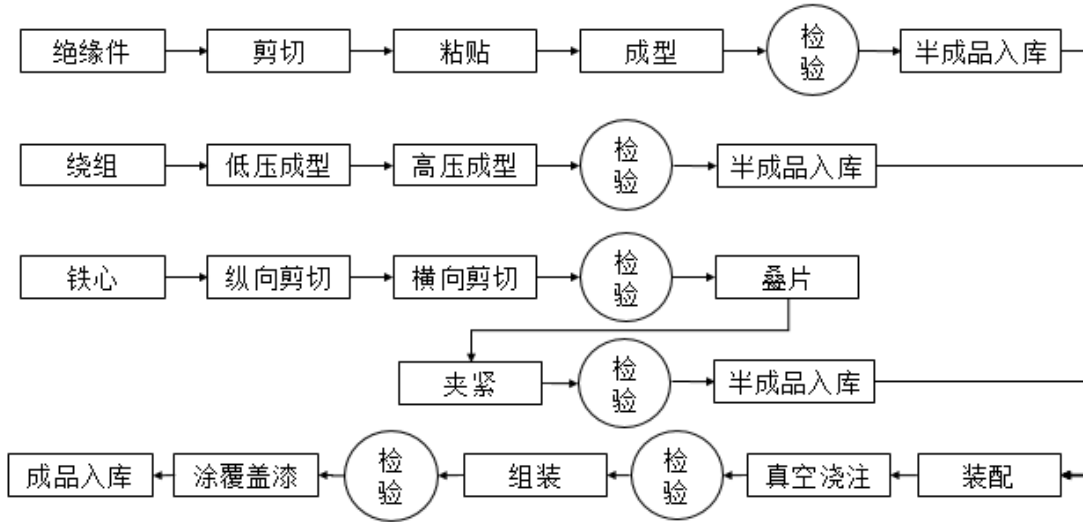 绝缘件
剪切
粘贴
成型
检
验
半成品入库
绕组
低压成型
高压成型
检
验
半成品入库
铁心
纵向剪切
横向剪切
检
验
叠片
夹紧
检
验
半成品入库
成品入库
涂覆盖漆
检
验
组装
检
验
真空浇注
装配